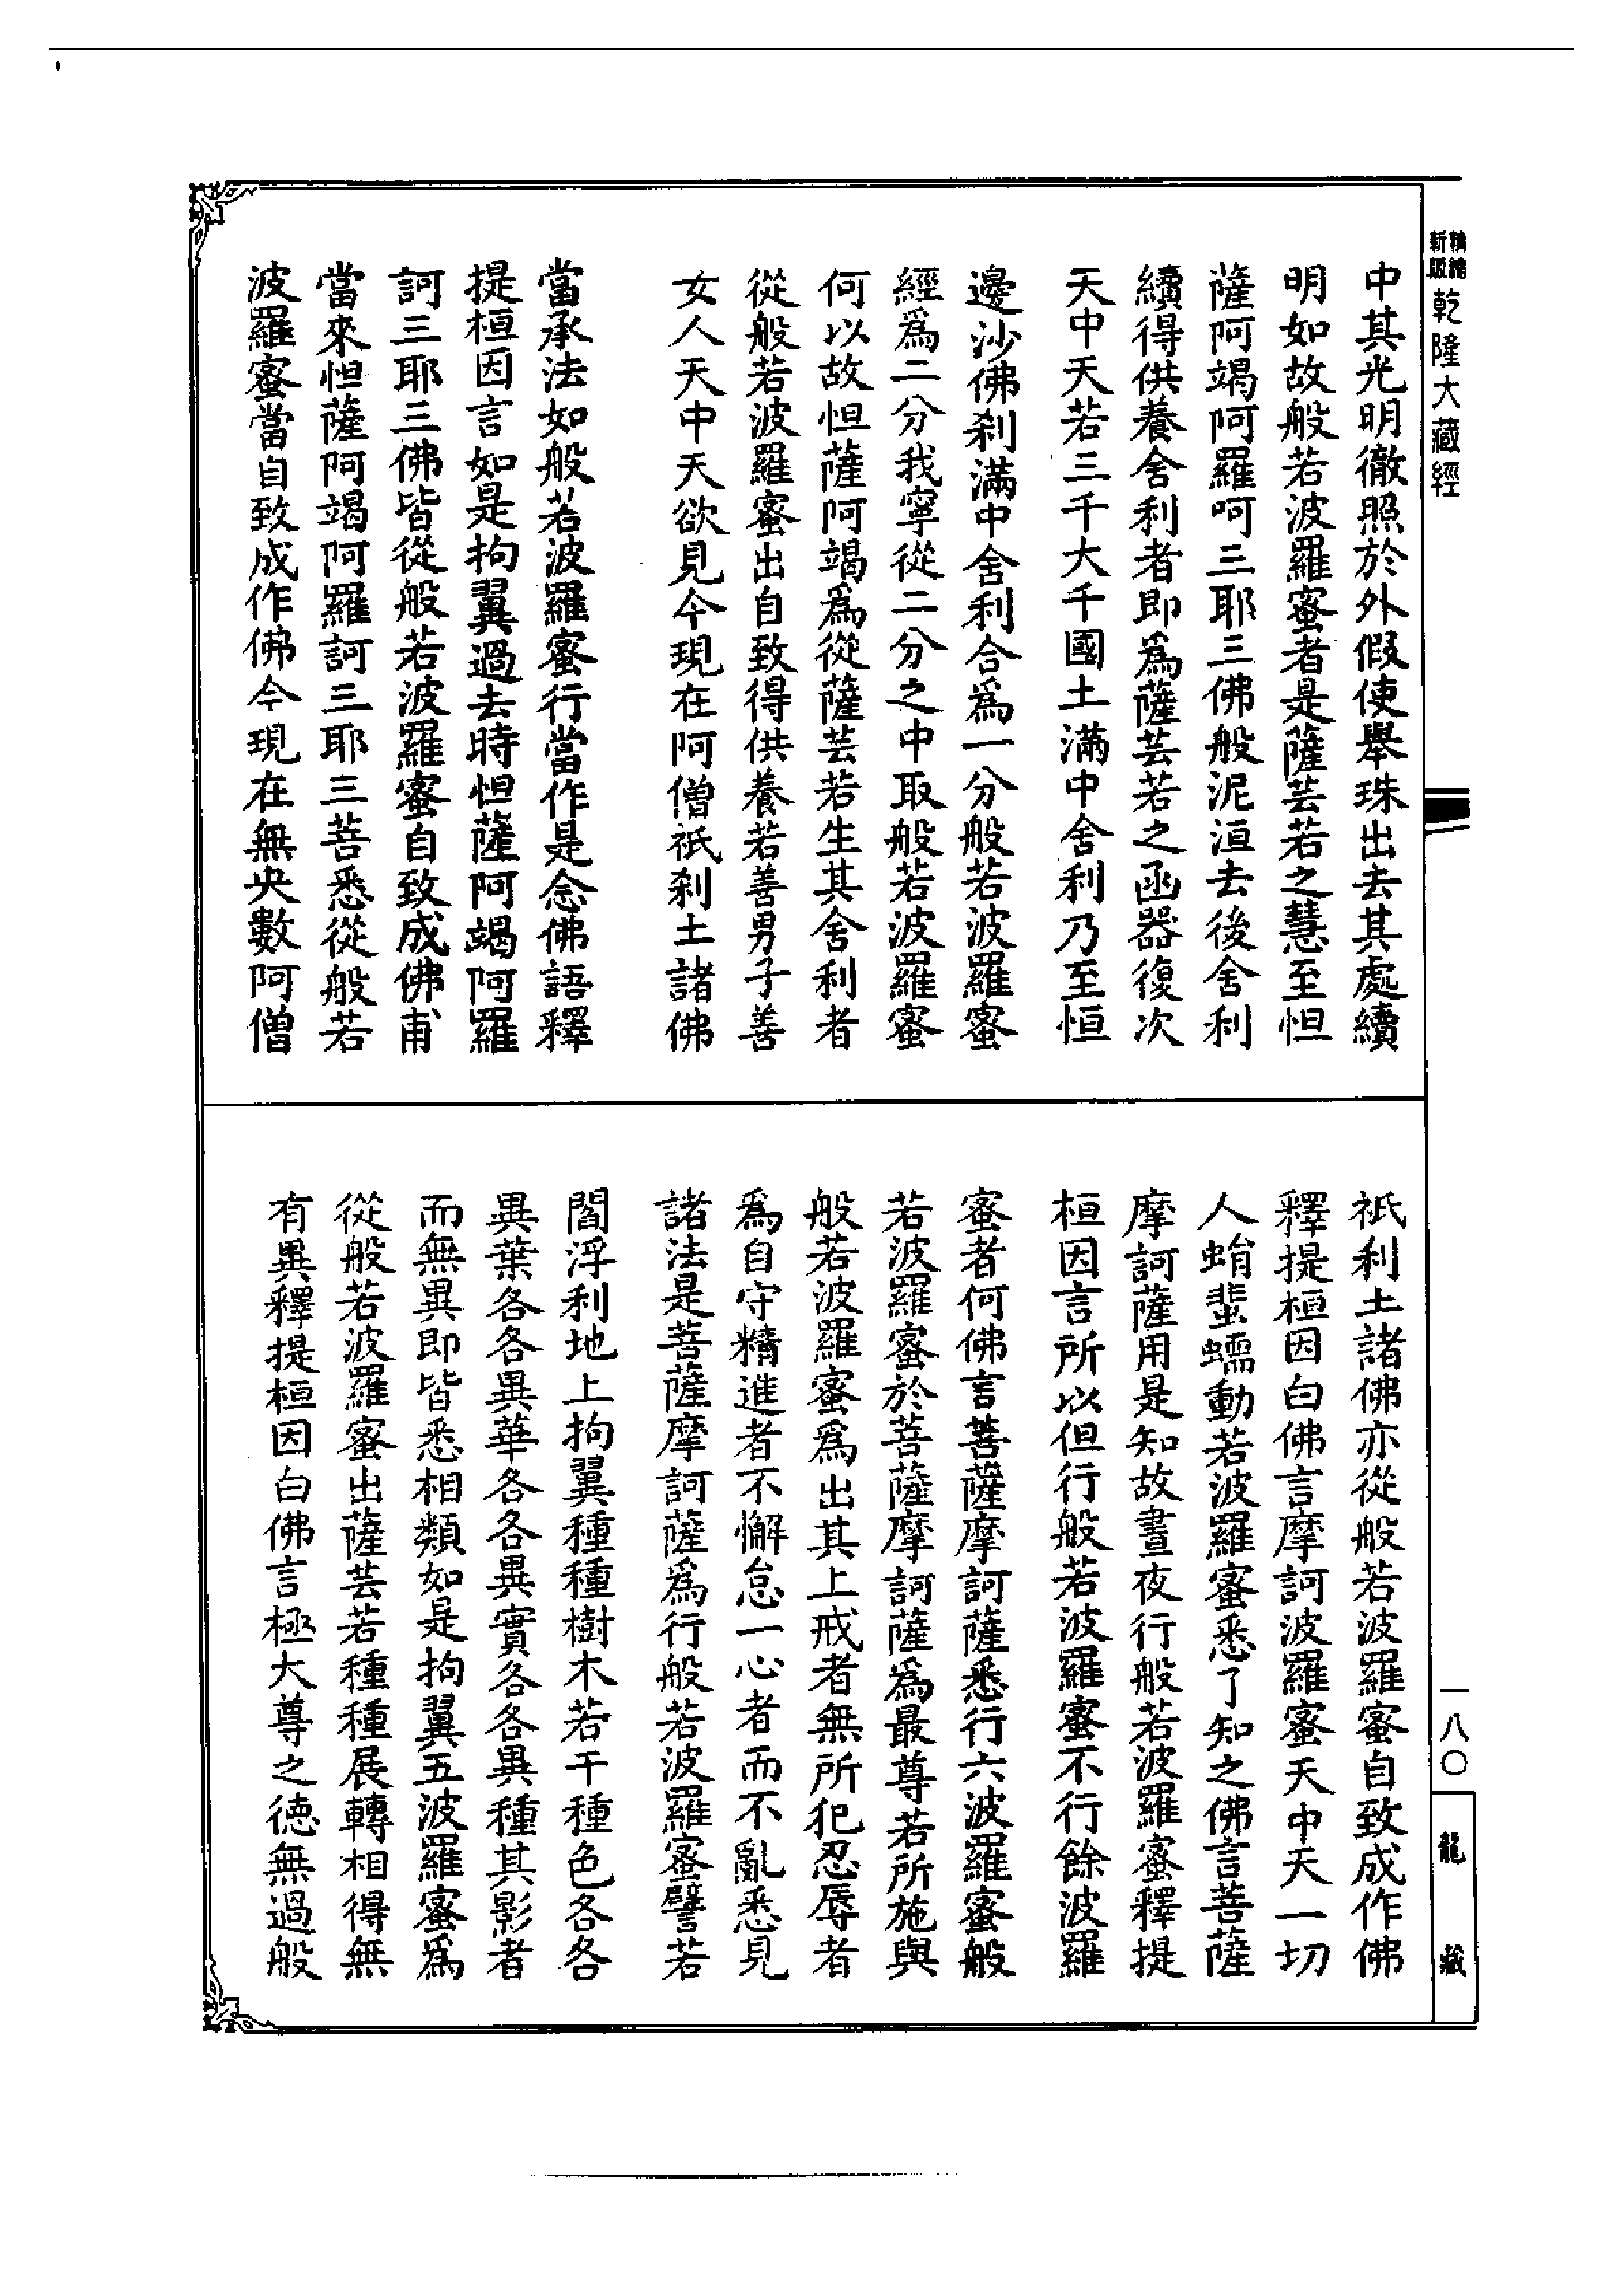 精縮
新版
乾隆大藏經
中其光明徹照於外假使舉珠出去其處續
明如故般若波羅蜜者是薩芸若之慧至怛
薩阿竭阿羅呵三耶三佛般泥洹去後舍利
續得供養舍利者即為薩芸若之函器復次
天中天若三千大千國土滿中舍利乃至恒
邊沙佛剎滿中舍利合為一分般若波羅蜜
經為二分我寧從二分之中取般若波羅蜜
何以故怛薩阿竭為從薩芸若生其舍利者
從般若波羅蜜出自致得供養若善男子善
女人天中天欲見今現在阿僧祇剎土諸佛
當承法如般若波羅蜜行當作是念佛語釋
提桓因言如是拘翼過去時怛薩阿竭阿羅
訶三耶三佛皆從般若波羅蜜自致成佛甫
當來怛薩阿竭阿羅訶三耶三菩悉從般若
波羅蜜當自致成作佛今現在無央數阿僧
祇利土諸佛亦從般若波羅蜜自致成作佛
釋提桓因白佛言摩訶波羅蜜天中天一切
人蜎蜚蠕動若波羅蜜悉了知之佛言菩薩
摩訶薩用是知故晝夜行般若波羅蜜釋提
桓因言所以但行般若波羅蜜不行餘波羅
蜜者何佛言菩薩摩訶薩悉行六波羅蜜般
若波羅蜜於菩薩摩訶薩為最尊若所施與
般若波羅蜜為出其上戒者無所犯忍辱者
為自守精進者不懈怠一心者而不亂悉見
諸法是菩薩摩訶薩為行般若波羅蜜譬若
閻浮利地上拘翼種種樹木若干種色各各
異葉各各異華各各異實各各異種其影者
而無異即皆悉相類如是拘翼五波羅蜜為
從般若波羅蜜出薩芸若種種展轉相得無
有異釋提桓因白佛言極大尊之德無過般
一八〇
龍藏